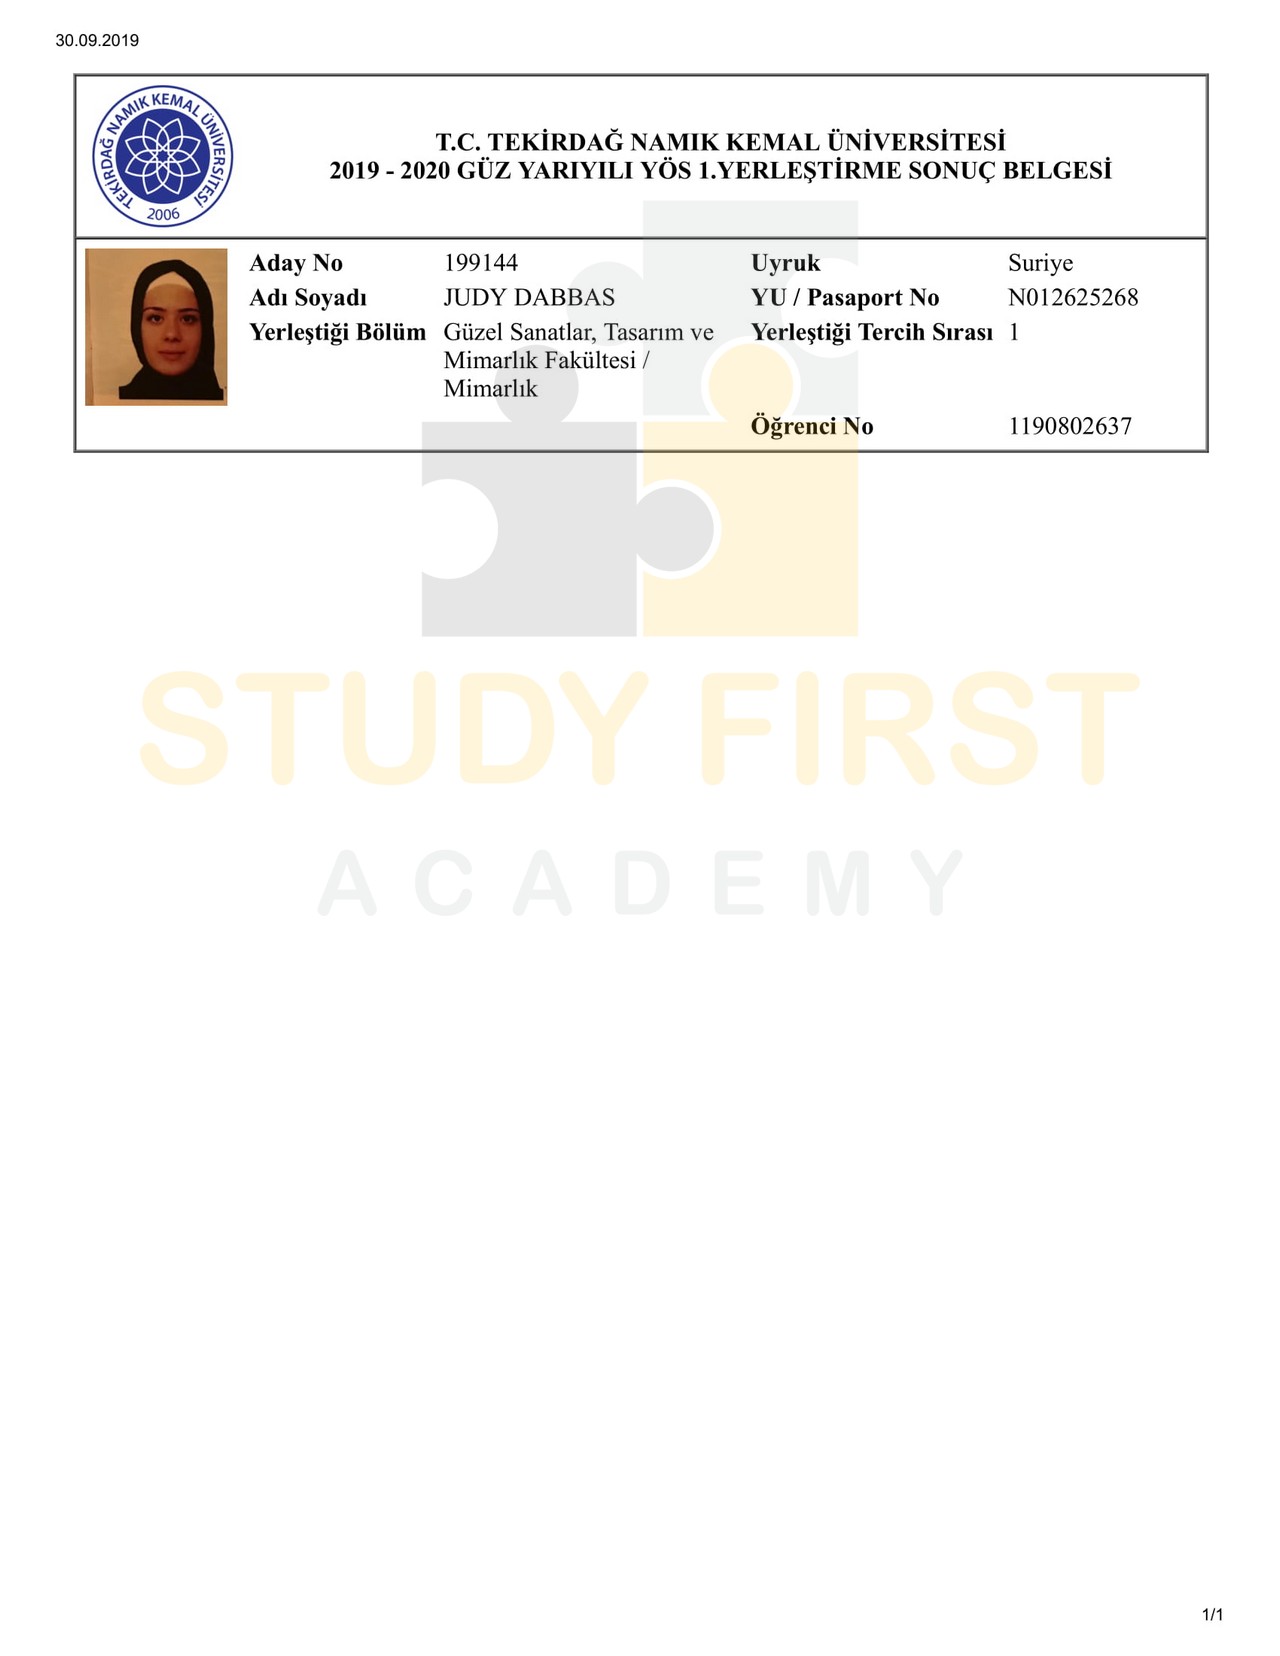 30.09.2019
TEKİRDAĞ NAMIK KEMAL ÜNİVERSİTESİ
2006
T.C. TEKİRDAĞ NAMIK KEMAL ÜNİVERSİTESİ
2019 - 2020 GÜZ YARIYILI YÖS 1.YERLEŞTİRME SONUÇ BELGESİ
Aday No 199144 Uyruk Suriye
Adı Soyadı JUDY DABBAS YU / Pasaport No N012625268
Yerleştiği Bölüm Güzel Sanatlar, Tasarım ve Yerleştiği Tercih Sırası 1
Mimarlık Fakültesi /
Mimarlık
Öğrenci No 1190802637
STUDY FIRST
ACADEMY
1/1